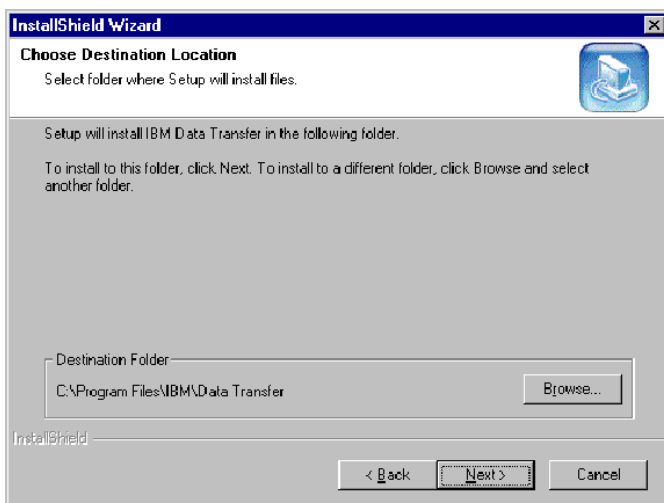 InstallShield Wizard
Choose Destination Location
Select folder where Setup will install files.
Setup will install IBM Data Transfer in the following folder.
To install to this folder, click Next. To install to a different folder, click Browse and select
another folder.
Destination Folder
C:\Program Files\IBM\Data Transfer
Browse...
InstallShield
< Back
Next >
Cancel